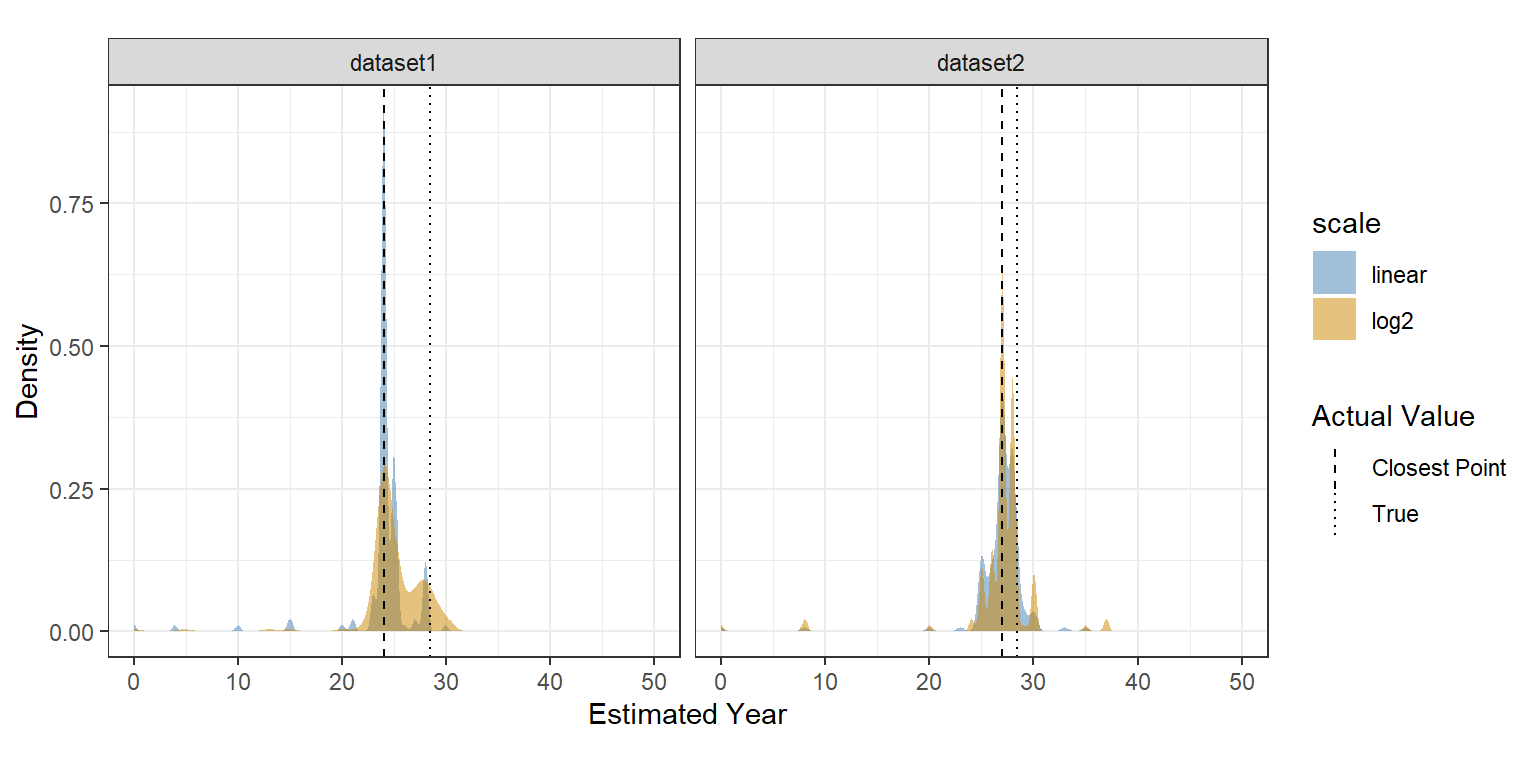 dataset1
dataset2
Density
0.75
0.50
0.25
0.00
0 10 20 30 40 50
0 10 20 30 40 50
Estimated Year
scale
linear
log2
Actual Value
Closest Point
True